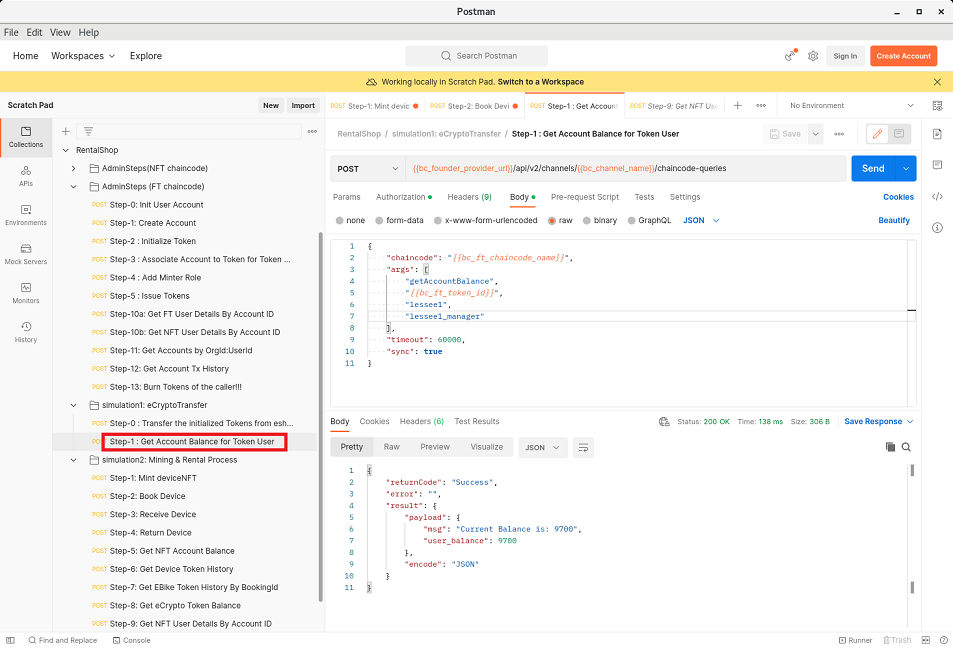 Postman
File Edit View Help
Home Workspaces Explore Search Postman Sign In Create Account
Working locally in Scratch Pad. Switch to a Workspace
Scratch Pad New Import
POST Step-1: Mint devic POST Step-2: Book Devi POST Step-1 : Get Accoun POST Step-9: Get NFT Us No Environment
Collections
APIs
Environments
Mock Servers
Monitors
History
RentalShop
AdminSteps(NFT chaincode)
AdminSteps (FT chaincode)
POST Step-0: Init User Account
POST Step-1: Create Account
POST Step-2 : Initialize Token
POST Step-3 : Associate Account to Token for Token ...
POST Step-4 : Add Minter Role
POST Step-5 : Issue Tokens
POST Step-10a: Get FT User Details By Account ID
POST Step-10b: Get NFT User Details By Account ID
POST Step-11: Get Accounts by OrgId:UserId
POST Step-12: Get Account Tx History
POST Step-13: Burn Tokens of the caller!!!
simulation1: eCryptoTransfer
POST Step-0 : Transfer the initialized Tokens from esh...
POST Step-1 : Get Account Balance for Token User
simulation2: Mining & Rental Process
POST Step-1: Mint deviceNFT
POST Step-2: Book Device
POST Step-3: Receive Device
POST Step-4: Return Device
POST Step-5: Get NFT Account Balance
POST Step-6: Get Device Token History
POST Step-7: Get EBike Token History By BookingId
POST Step-8: Get eCrypto Token Balance
POST Step-9: Get NFT User Details By Account ID
RentalShop / simulation1: eCryptoTransfer / Step-1 : Get Account Balance for Token User Save
POST {{bc_founder_provider_url}}/api/v2/channels/{{bc_channel_name}}/chaincode-queries Send
Params Authorization Headers (9) Body Pre-request Script Tests Settings Cookies
none form-data x-www-form-urlencoded raw binary GraphQL JSON Beautify
1 {
2 "chaincode": "{{bc_ft_chaincode_name}}",
3 "args": [
4 "getAccountBalance",
5 "{{bc_ft_token_id}}",
6 "lessee1",
7 "lessee1_manager"
8 ],
9 "timeout": 60000,
10 "sync": true
11 }
Body Cookies Headers (6) Test Results Status: 200 OK Time: 138 ms Size: 306 B Save Response
Pretty Raw Preview Visualize JSON
1 {
2 "returnCode": "Success",
3 "error": "",
4 "result": {
5 "payload": {
6 "msg": "Current Balance is: 9700",
7 "user_balance": 9700
8 },
9 "encode": "JSON"
10 }
11 }
Find and Replace Console Runner Trash